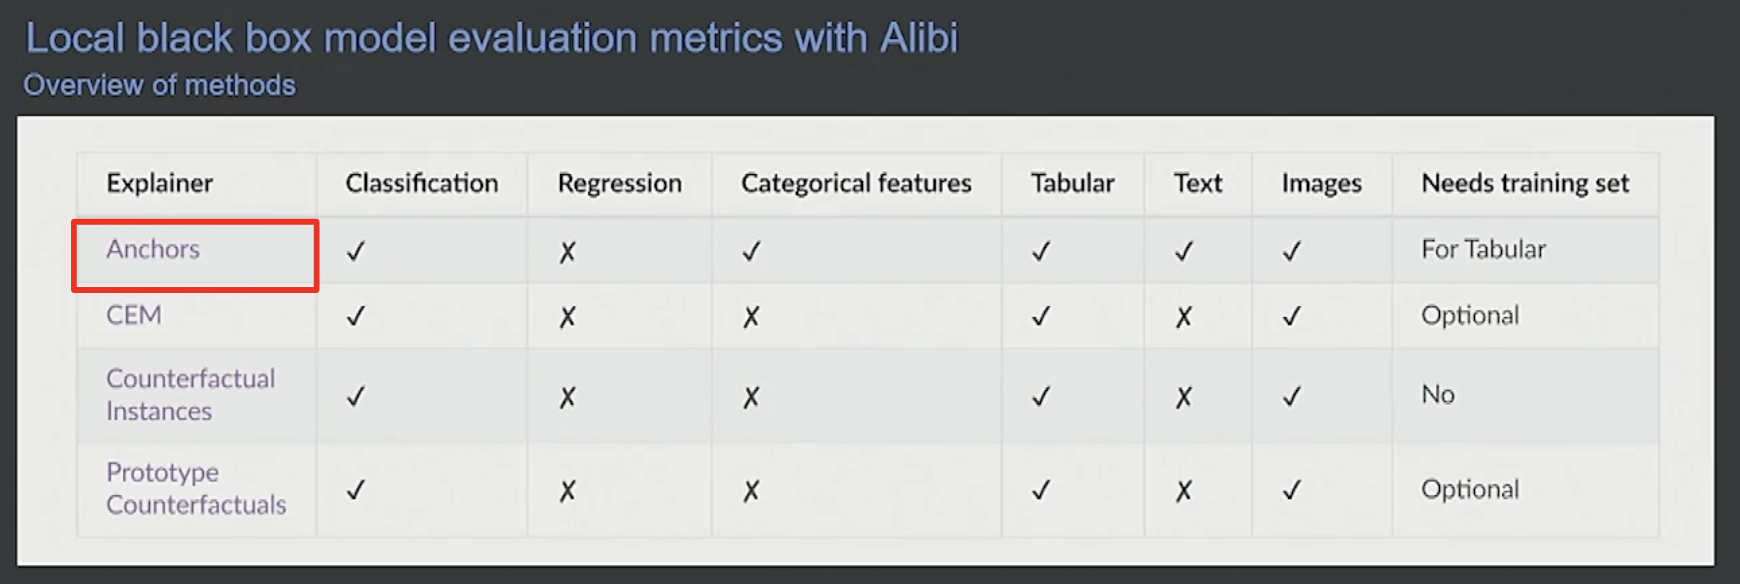 Local black box model evaluation metrics with Alibi
Overview of methods
Explainer Classification Regression Categorical features Tabular Text Images Needs training set
Anchors ✓ ✗ ✓ ✓ ✓ ✓ For Tabular
CEM ✓ ✗ ✗ ✓ ✗ ✓ Optional
Counterfactual
Instances ✓ ✗ ✗ ✓ ✗ ✓ No
Prototype
Counterfactuals ✓ ✗ ✗ ✓ ✗ ✓ Optional